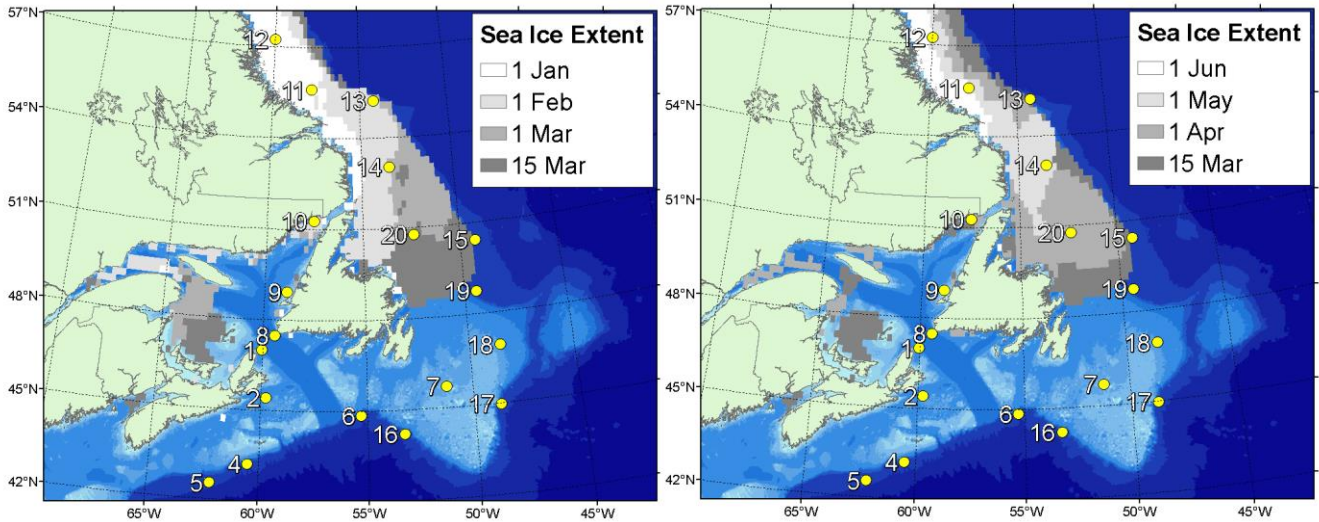 57°N
54°N
51°N
48°N
45°N
42°N
65°W
60°W
55°W
50°W
45°W
Sea Ice Extent
1 Jan
1 Feb
1 Mar
15 Mar
12
11
13
14
10
20
15
9
19
8
1
18
2
7
6
17
16
4
5
57°N
54°N
51°N
48°N
45°N
42°N
65°W
60°W
55°W
50°W
45°W
Sea Ice Extent
1 Jun
1 May
1 Apr
15 Mar
12
11
13
14
10
20
15
9
19
8
1
18
2
7
6
17
16
4
5